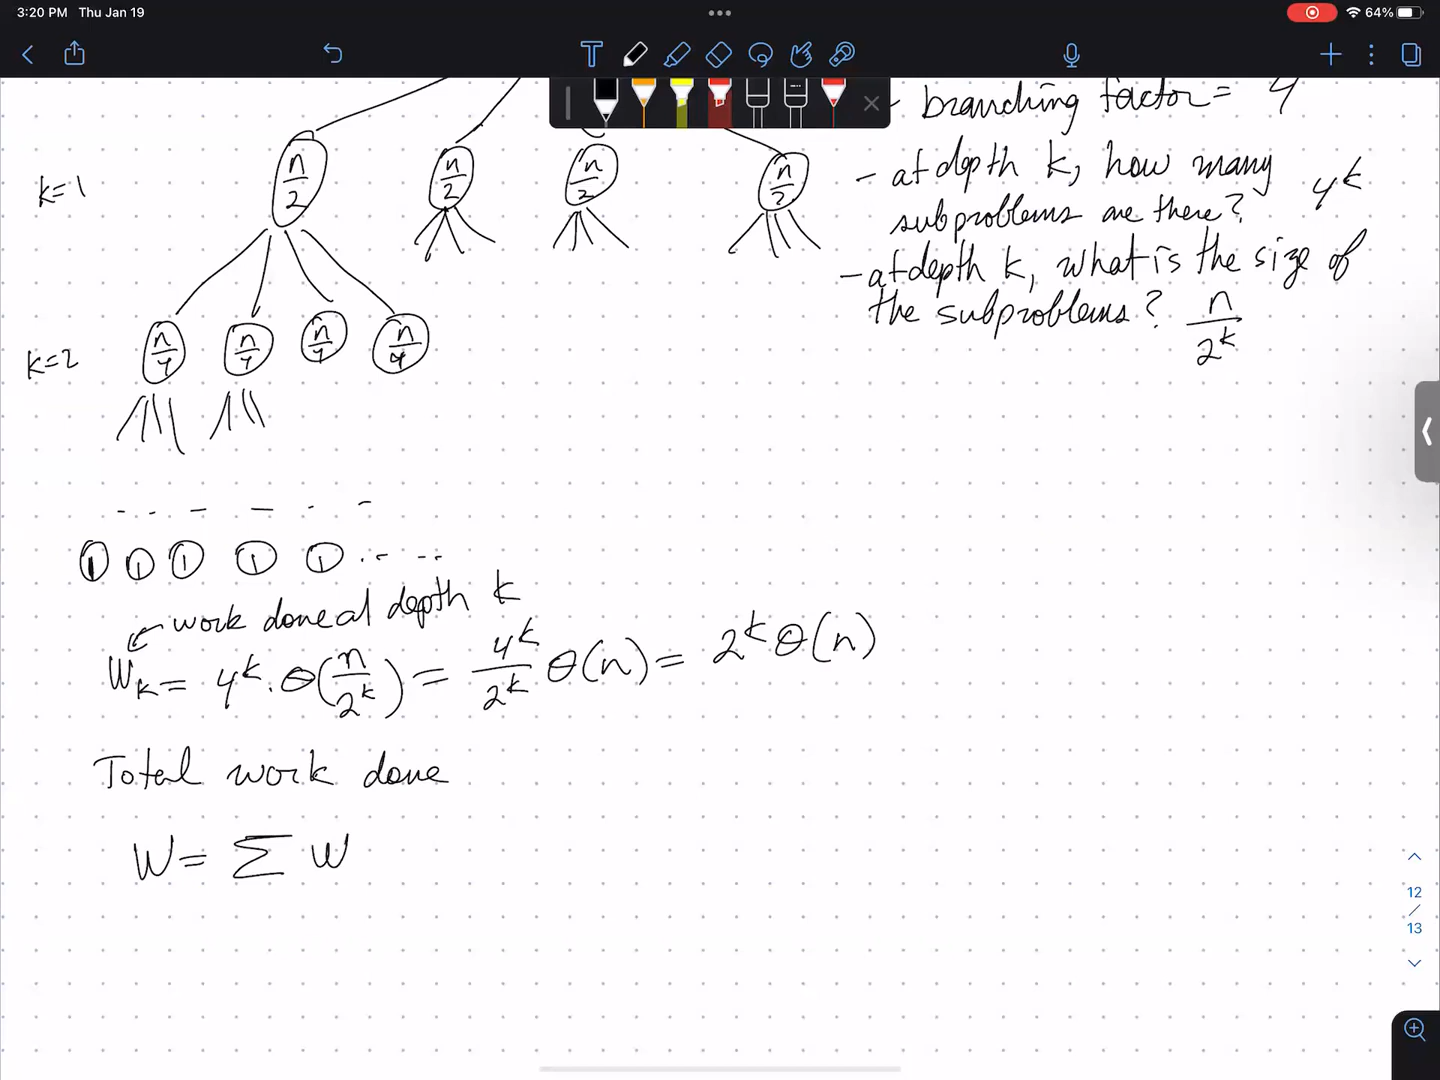 3:20 PM Thu Jan 19
64%
- branching factor = 4
k=1
n/2 n/2 n/2 n/2
- at depth k, how many
subproblems are there? 4^k
- at depth k, what is the size of
the subproblems? n/2^k
k=2
n/4 n/4 n/4 n/4
1 1 1 1 1 .. ..
work done at depth k
W_k = 4^k · Θ(n/2^k) = 4^k/2^k Θ(n) = 2^k Θ(n)
Total work done
W = Σ W
12
/
13